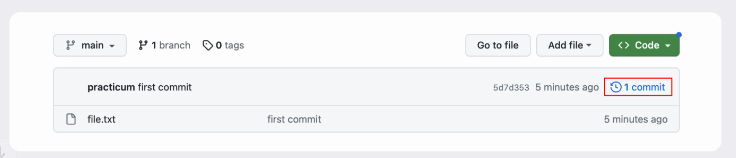 main 1 branch 0 tags Go to file Add file Code
practicum first commit 5d7d353 5 minutes ago 1 commit
file.txt first commit 5 minutes ago